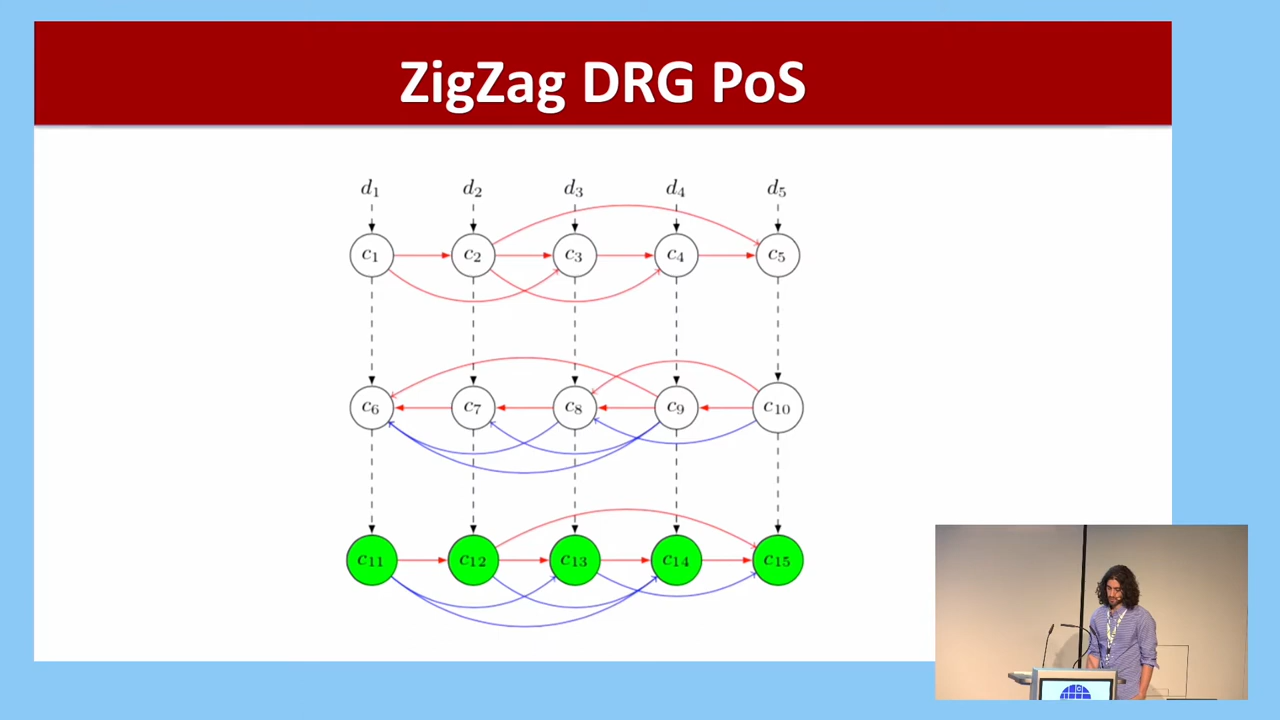 ZigZag DRG PoS
d₁ d₂ d₃ d₄ d₅
c₁ c₂ c₃ c₄ c₅
c₆ c₇ c₈ c₉ c₁₀
c₁₁ c₁₂ c₁₃ c₁₄ c₁₅